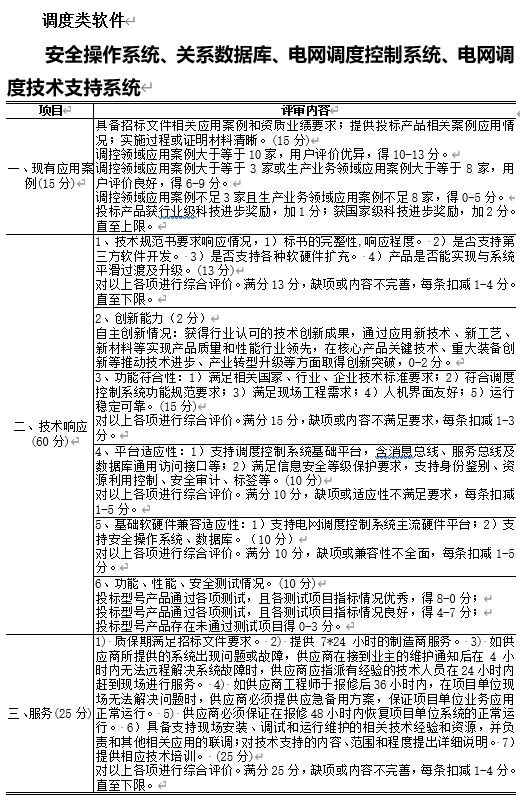 调度类软件
安全操作系统、关系数据库、电网调度控制系统、电网调
度技术支持系统
项目 评审内容
一、现有应用案
例(15 分)
具备招标文件相关应用案例和资质业绩要求；提供投标产品相关案例应用情
况；实施过程或证明材料清晰。(15 分)
调控领域应用案例大于等于 10 家，用户评价优异，得 10-13 分。
调控领域应用案例大于等于 3 家或生产业务领域应用案例大于等于 8 家，用
户评价良好，得 6-9 分。
调控领域应用案例不足 3 家且生产业务领域应用案例不足 8 家，得 0-5 分。
投标产品获行业级科技进步奖励，加 1 分；获国家级科技进步奖励，加 2 分。
直至上限。
二、技术响应
(60 分)
1、技术规范书要求响应情况，1）标书的完整性,响应程度。2）是否支持第
三方软件开发。3）是否支持各种软硬件扩充。4）产品是否能实现与系统
平滑过渡及升级。(13 分)
对以上各项进行综合评价。满分 13 分，缺项或内容不完善，每条扣减 1-4 分。
直至下限。
2、创新能力（2 分）
自主创新情况：获得行业认可的技术创新成果，通过应用新技术、新工艺、
新材料等实现产品质量和性能行业领先，在核心产品关键技术、重大装备创
新等推动技术进步、产业转型升级等方面取得创新突破，0-2 分。
3、功能符合性：1）满足相关国家、行业、企业技术标准要求；2）符合调度
控制系统功能规范要求；3）满足现场工程需求；4）人机界面友好；5）运行
稳定可靠。（15 分）
对以上各项进行综合评价。满分 15 分，缺项或内容不满足要求，每条扣减 1-3
分。
4、平台适应性：1）支持调度控制系统基础平台，含消息总线、服务总线及
数据库通用访问接口等；2）满足信息安全等级保护要求，支持身份鉴别、资
源利用控制、安全审计、标签等。（10 分）
对以上各项进行综合评价。满分 10 分，缺项或适应性不满足要求，每条扣减
1-5 分。
5、基础软硬件兼容适应性：1）支持电网调度控制系统主流硬件平台；2）支
持安全操作系统、数据库。（10 分）
对以上各项进行综合评价。满分 10 分，缺项或兼容性不全面，每条扣减 1-5
分。
6、功能、性能、安全测试情况。（10 分）
投标型号产品通过各项测试，且各测试项目指标情况优秀，得 8-0 分；
投标型号产品通过各项测试，且各测试项目指标情况良好，得 4-7 分；
投标型号产品存在未通过测试项目得 0-3 分。
三、服务(25 分)
1）质保期满足招标文件要求。2）提供 7*24 小时的制造商服务。3）如供
应商所提供的系统出现问题或故障，供应商在接到业主的维护通知后在 4 小
时内无法远程解决系统故障时，供应商应指派有经验的技术人员在 24 小时内
赶到现场进行服务。4）如供应商工程师于报修后 36 小时内，在项目单位现
场无法解决问题时，供应商必须提供应急备用方案，保证项目单位业务应用
正常运行。5）供应商必须保证在报修 48 小时内恢复项目单位系统的正常运
行。6）具备支持现场安装、调试和运行维护的相关技术经验和资源，并负
责和其他相关应用的联调;对技术支持的内容、范围和程度提出详细说明。7）
提供相应技术培训。（25 分）
对以上各项进行综合评价。满分 25 分，缺项或内容不完善，每条扣减 1-4 分。
直至下限。